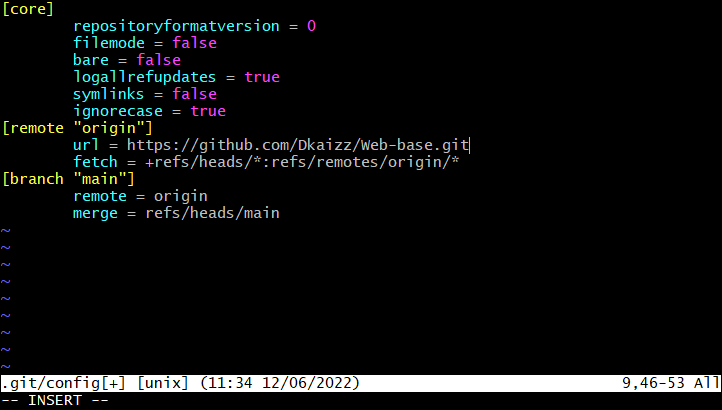 [core]
        repositoryformatversion = 0
        filemode = false
        bare = false
        logallrefupdates = true
        symlinks = false
        ignorecase = true
[remote "origin"]
        url = https://github.com/Dkaizz/Web-base.git
        fetch = +refs/heads/*:refs/remotes/origin/*
[branch "main"]
        remote = origin
        merge = refs/heads/main
~
~
~
~
~
~
~
~
~
.git/config[+] [unix] (11:34 12/06/2022) 9,46-53 All
-- INSERT --